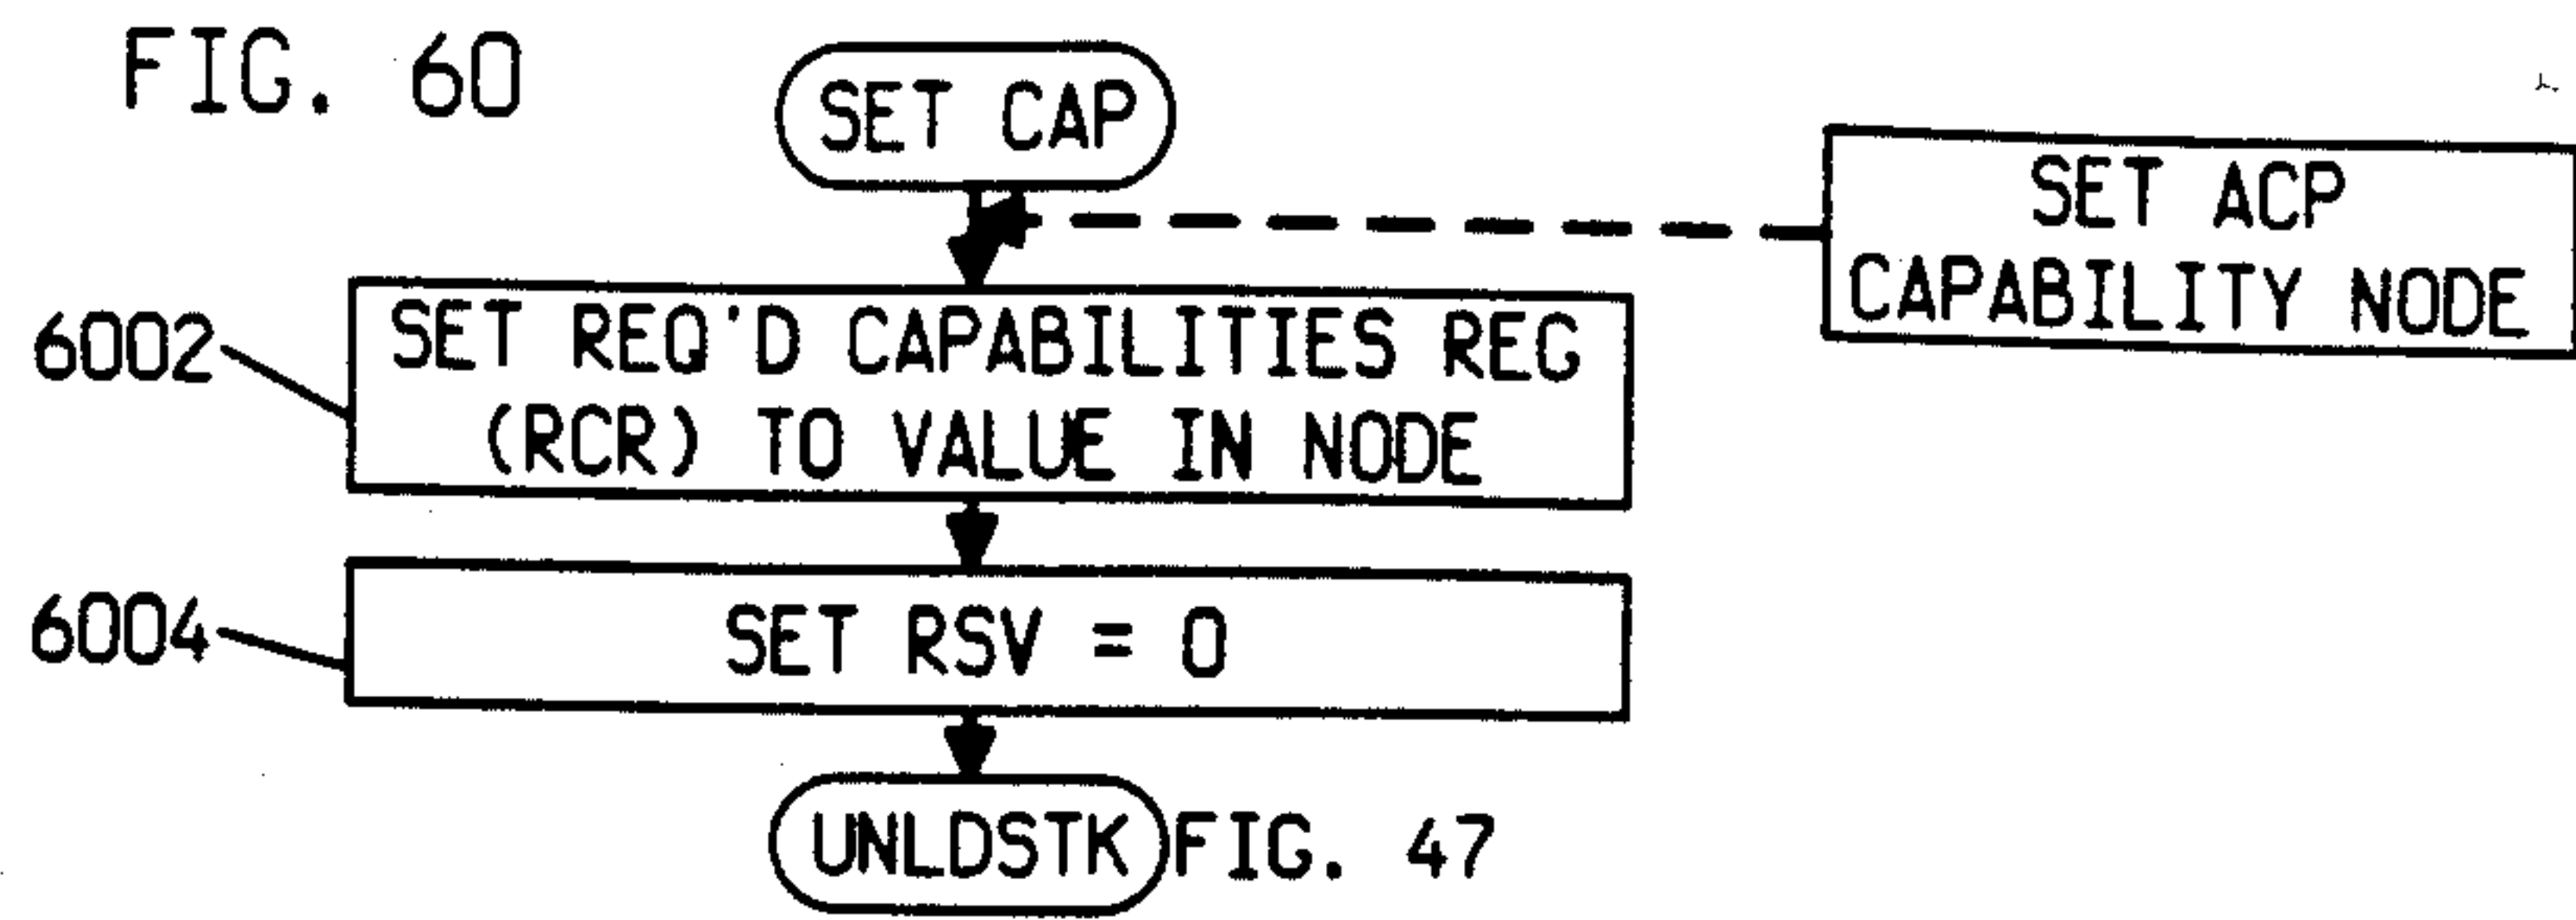 FIG. 60
SET CAP
SET ACP
CAPABILITY NODE
6002
SET REQ'D CAPABILITIES REG
(RCR) TO VALUE IN NODE
6004
SET RSV = 0
UNLDSTK
FIG. 47